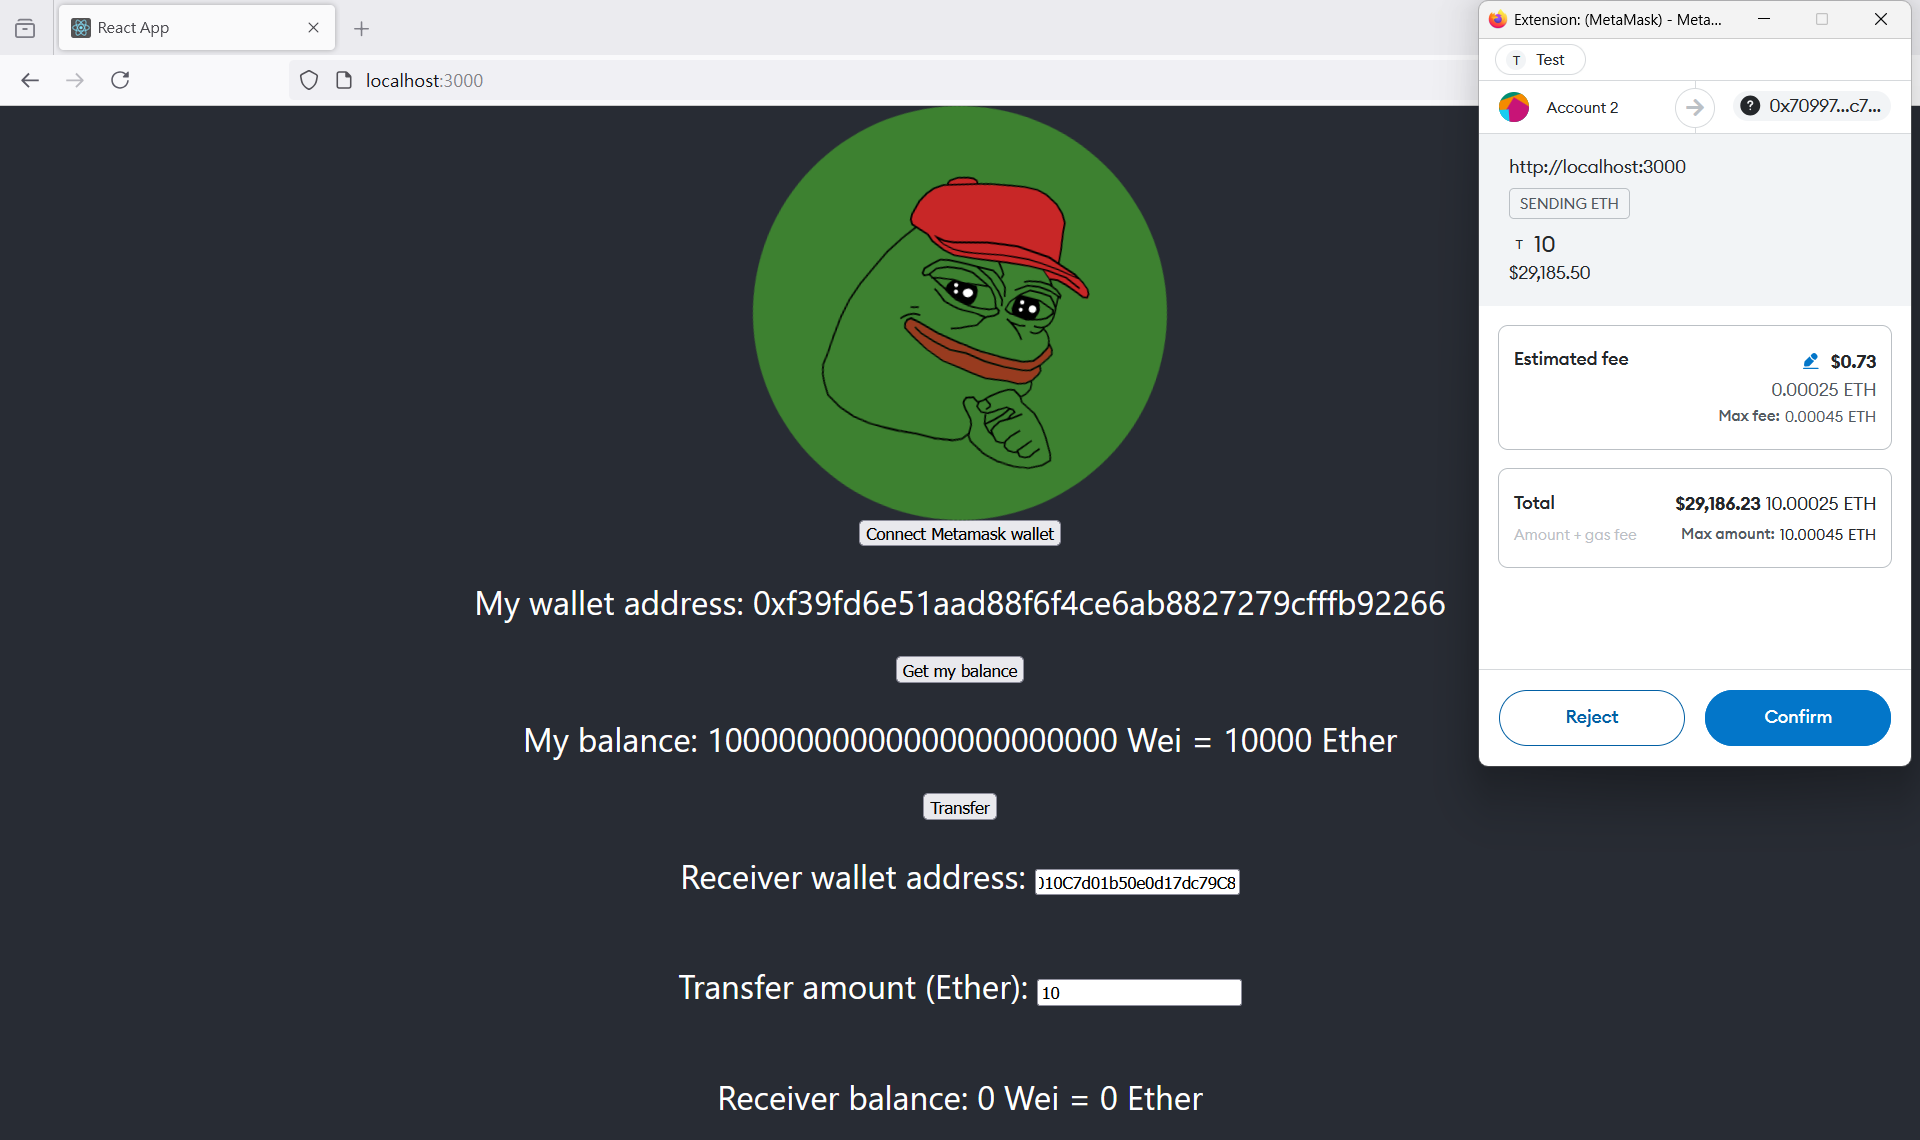 React App
localhost:3000
Connect Metamask wallet
My wallet address: 0xf39fd6e51aad88f6f4ce6ab8827279cfffb92266
Get my balance
My balance: 10000000000000000000000 Wei = 10000 Ether
Transfer
Receiver wallet address: 010C7d01b50e0d17dc79C8
Transfer amount (Ether): 10
Receiver balance: 0 Wei = 0 Ether
Extension: (MetaMask) - Meta...
T Test
Account 2
? 0x70997...c7...
http://localhost:3000
SENDING ETH
T 10
$29,185.50
Estimated fee $0.73
0.00025 ETH
Max fee: 0.00045 ETH
Total $29,186.23 10.00025 ETH
Amount + gas fee Max amount: 10.00045 ETH
Reject Confirm